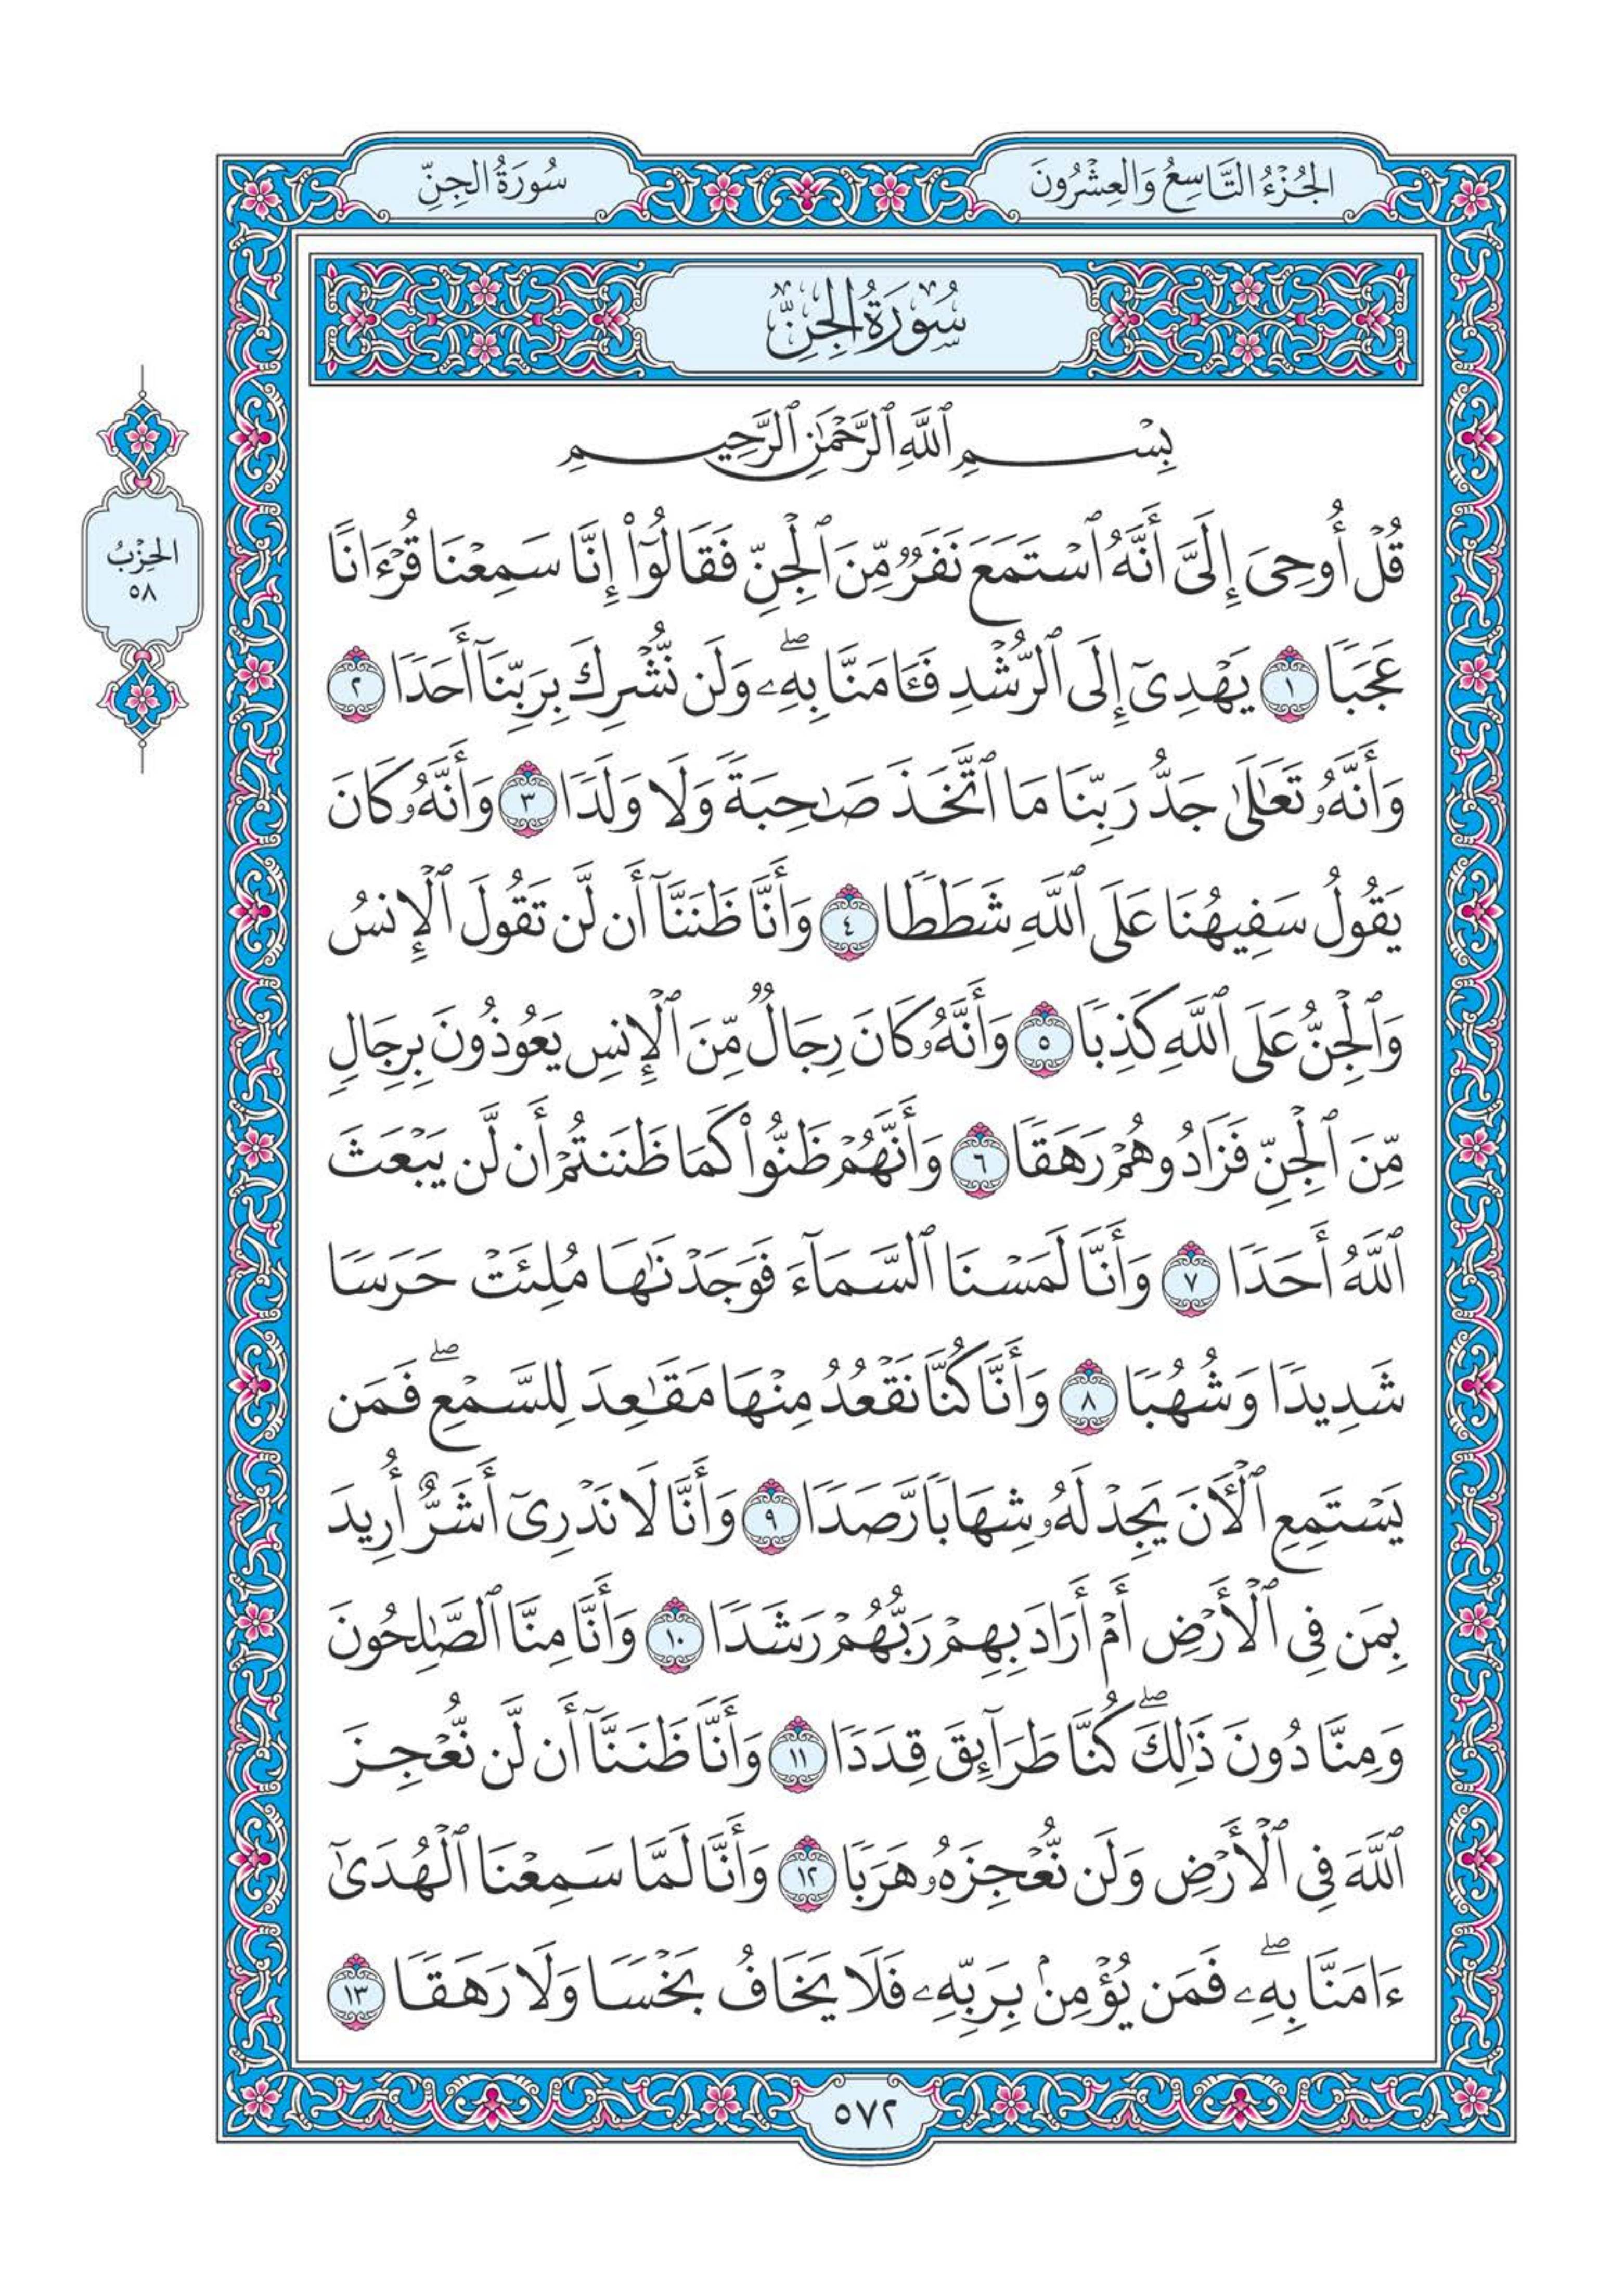 الجُزْءُ التَّاسِعُ وَالعِشْرُونَ
سُورَةُ الجِنِّ
سُورَةُ الجِنِّ
بِسْمِ ٱللَّهِ ٱلرَّحْمَٰنِ ٱلرَّحِيمِ
قُلْ أُوحِيَ إِلَيَّ أَنَّهُ ٱسْتَمَعَ نَفَرٌ مِّنَ ٱلْجِنِّ فَقَالُوٓا۟ إِنَّا سَمِعْنَا قُرْءَانًا
عَجَبًا ١ يَهْدِىٓ إِلَى ٱلرُّشْدِ فَـَٔامَنَّا بِهِۦ ۖ وَلَن نُّشْرِكَ بِرَبِّنَآ أَحَدًا ٢
وَأَنَّهُۥ تَعَٰلَىٰ جَدُّ رَبِّنَا مَا ٱتَّخَذَ صَٰحِبَةً وَلَا وَلَدًا ٣ وَأَنَّهُۥ كَانَ
يَقُولُ سَفِيهُنَا عَلَى ٱللَّهِ شَطَطًا ٤ وَأَنَّا ظَنَنَّآ أَن لَّن تَقُولَ ٱلْإِنسُ
وَٱلْجِنُّ عَلَى ٱللَّهِ كَذِبًا ٥ وَأَنَّهُۥ كَانَ رِجَالٌ مِّنَ ٱلْإِنسِ يَعُوذُونَ بِرِجَالٍ
مِّنَ ٱلْجِنِّ فَزَادُوهُمْ رَهَقًا ٦ وَأَنَّهُمْ ظَنُّوا۟ كَمَا ظَنَنتُمْ أَن لَّن يَبْعَثَ
ٱللَّهُ أَحَدًا ٧ وَأَنَّا لَمَسْنَا ٱلسَّمَآءَ فَوَجَدْنَٰهَا مُلِئَتْ حَرَسًا
شَدِيدًا وَشُهُبًا ٨ وَأَنَّا كُنَّا نَقْعُدُ مِنْهَا مَقَٰعِدَ لِلسَّمْعِ ۖ فَمَن
يَسْتَمِعِ ٱلْـَٔانَ يَجِدْ لَهُۥ شِهَابًا رَّصَدًا ٩ وَأَنَّا لَا نَدْرِىٓ أَشَرٌّ أُرِيدَ
بِمَن فِى ٱلْأَرْضِ أَمْ أَرَادَ بِهِمْ رَبُّهُمْ رَشَدًا ١٠ وَأَنَّا مِنَّا ٱلصَّٰلِحُونَ
وَمِنَّا دُونَ ذَٰلِكَ ۖ كُنَّا طَرَآئِقَ قِدَدًا ١١ وَأَنَّا ظَنَنَّآ أَن لَّن نُّعْجِزَ
ٱللَّهَ فِى ٱلْأَرْضِ وَلَن نُّعْجِزَهُۥ هَرَبًا ١٢ وَأَنَّا لَمَّا سَمِعْنَا ٱلْهُدَىٰٓ
ءَامَنَّا بِهِۦ ۖ فَمَن يُؤْمِنۢ بِرَبِّهِۦ فَلَا يَخَافُ بَخْسًا وَلَا رَهَقًا ١٣
الحِزْبُ
٥٨
٥٧٢